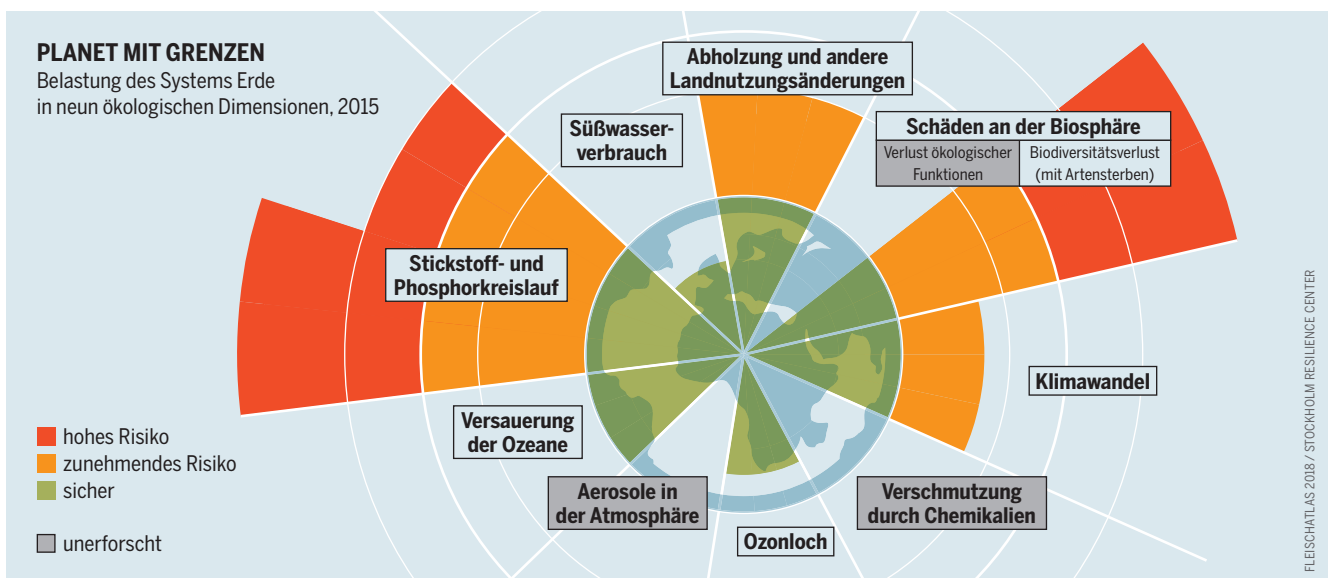 PLANET MIT GRENZEN
Belastung des Systems Erde
in neun ökologischen Dimensionen, 2015
Abholzung und andere
Landnutzungsänderungen
Süßwasser-
verbrauch
Schäden an der Biosphäre
Verlust ökologischer
Funktionen
Biodiversitätsverlust
(mit Artensterben)
Stickstoff- und
Phosphorkreislauf
Klimawandel
Versauerung
der Ozeane
Aerosole in
der Atmosphäre
Verschmutzung
durch Chemikalien
Ozonloch
hohes Risiko
zunehmendes Risiko
sicher
unerforscht
FLEISCHATLAS 2018 / STOCKHOLM RESILIENCE CENTER